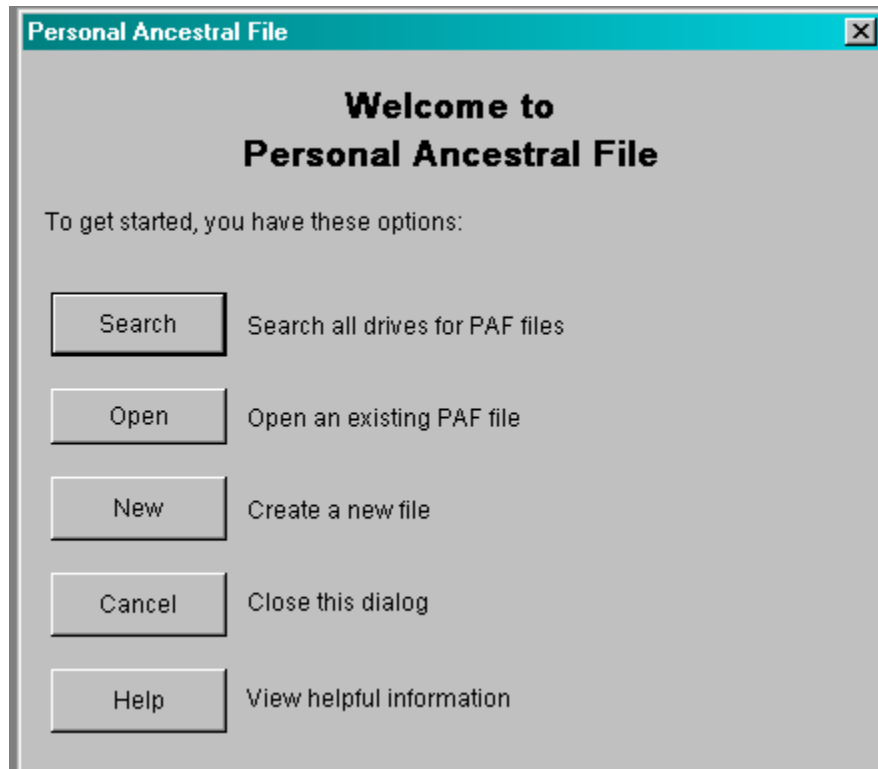 Personal Ancestral File
Welcome to
Personal Ancestral File
To get started, you have these options:
Search Search all drives for PAF files
Open Open an existing PAF file
New Create a new file
Cancel Close this dialog
Help View helpful information